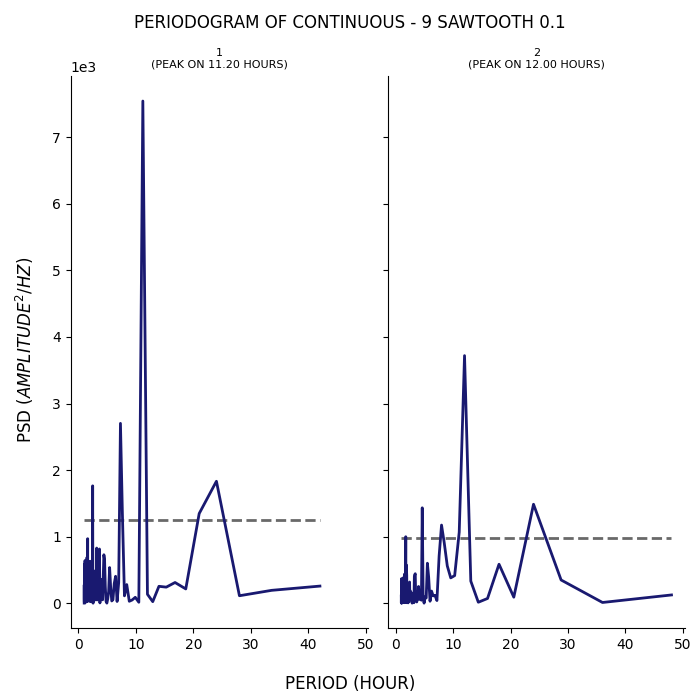 PERIODOGRAM OF CONTINUOUS - 9 SAWTOOTH 0.1
1
(PEAK ON 11.20 HOURS)
2
(PEAK ON 12.00 HOURS)
1e3
7
6
5
4
3
2
1
0
PSD (AMPLITUDE²/HZ)
0 10 20 30 40 50
0 10 20 30 40 50
PERIOD (HOUR)